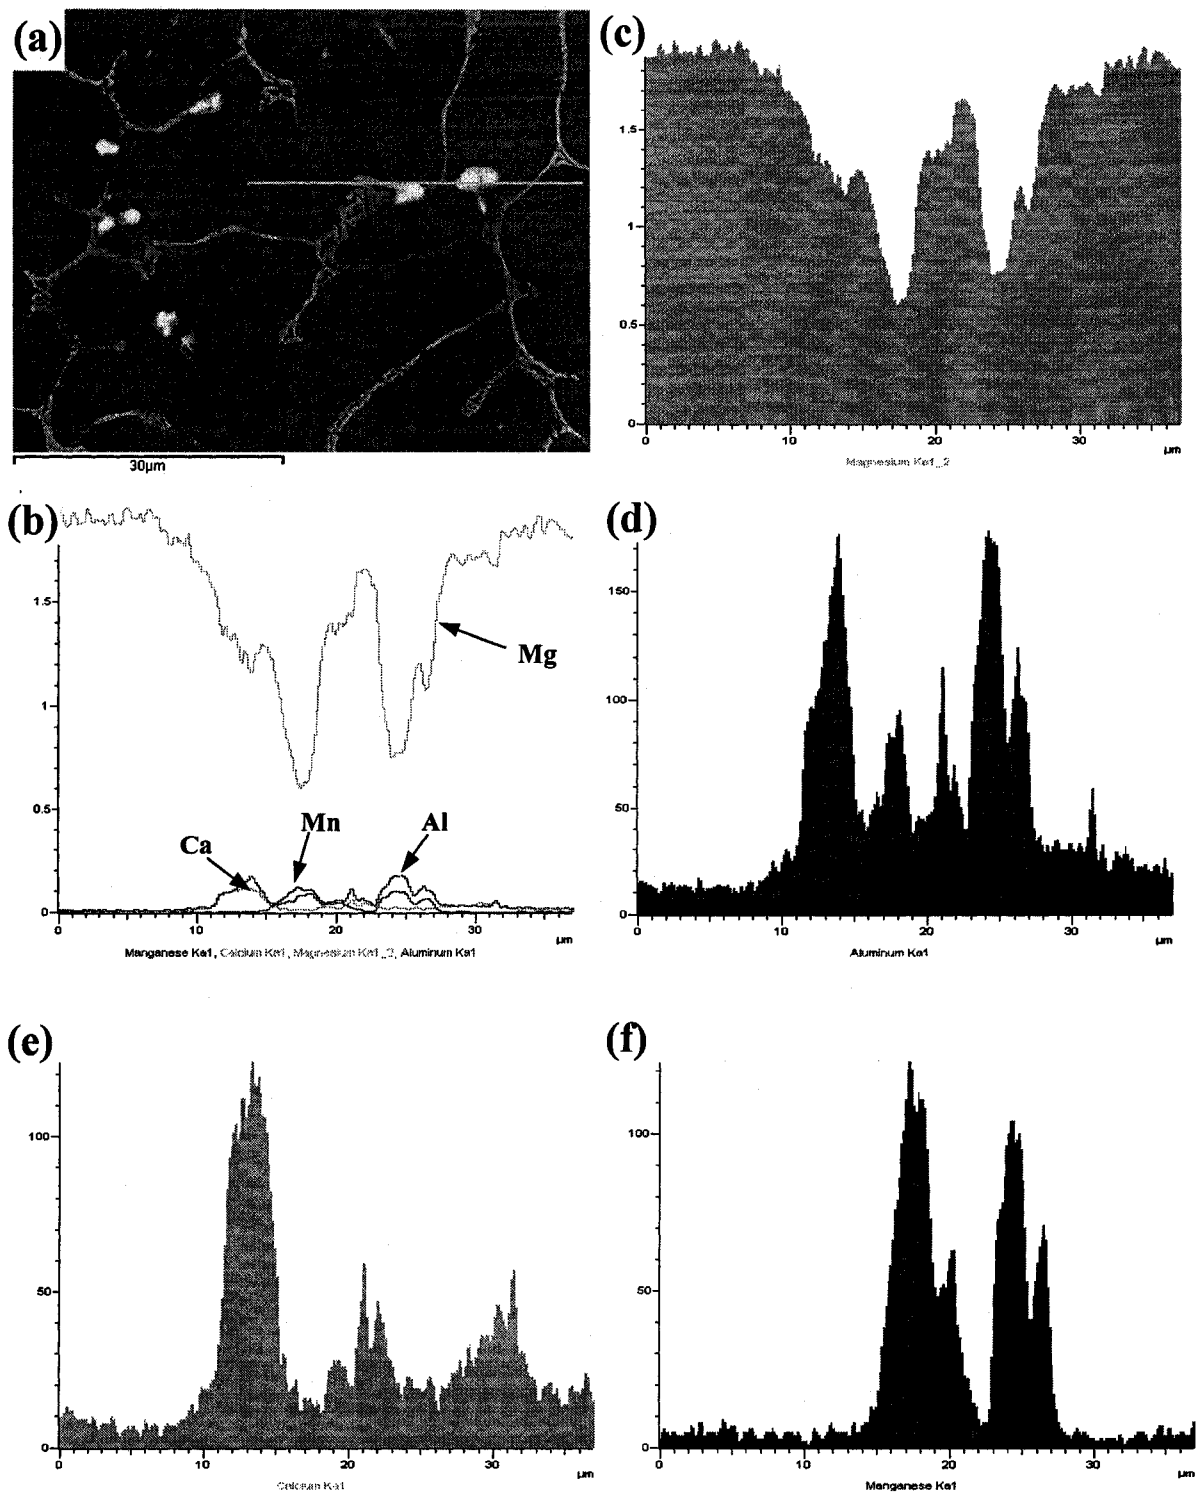 (a)
30μm
(b)
1.5
1
0.5
0
0
10
20
30
μm
Mg
Ca
Mn
Al
Manganese Ka1, Calcium Ka1, Magnesium Ka1_2, Aluminum Ka1
(c)
1.5
1
0.5
0
0
10
20
30
μm
Magnesium Ka1_2
(d)
150
100
50
0
0
10
20
30
μm
Aluminum Ka1
(e)
100
50
0
0
10
20
30
μm
Calcium Ka1
(f)
100
50
0
0
10
20
30
μm
Manganese Ka1